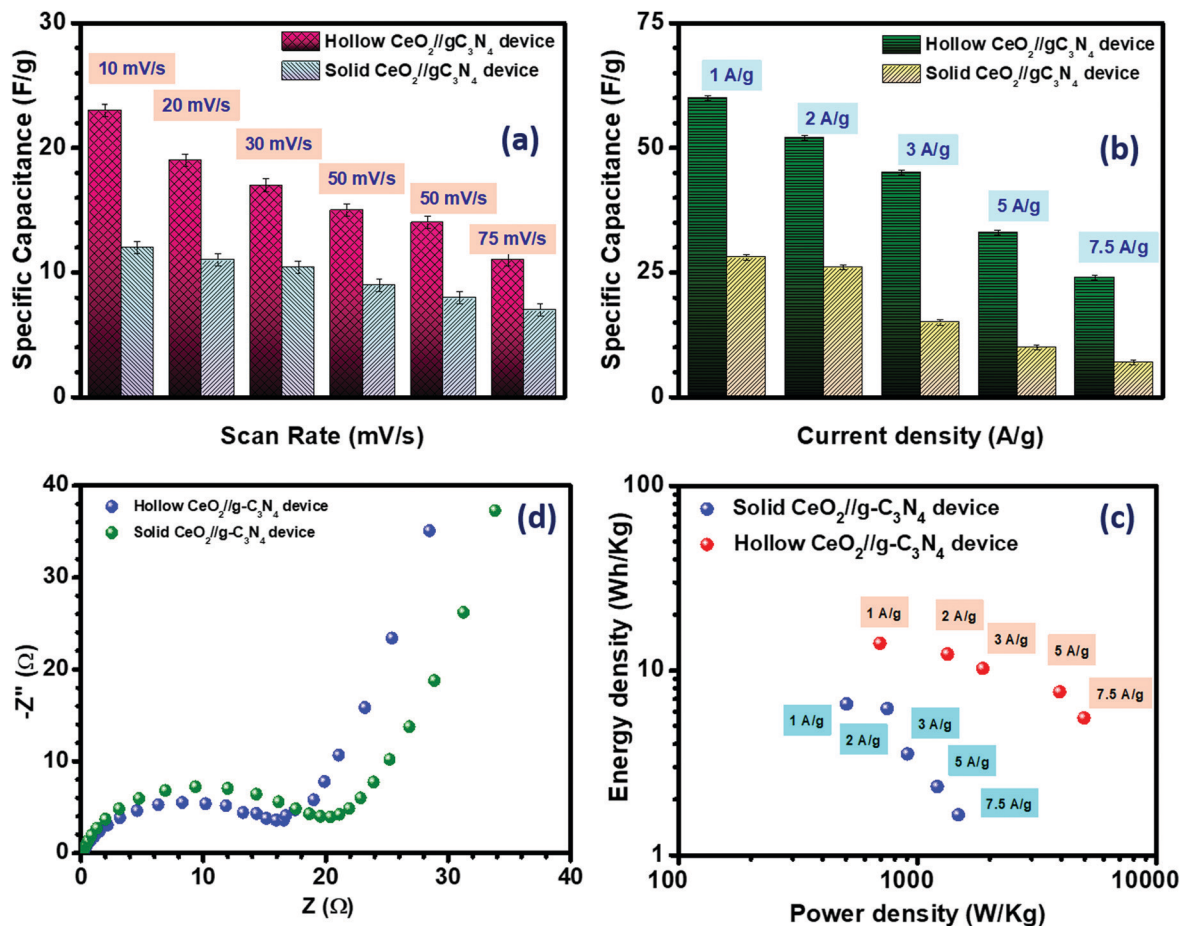 30
20
10
0
Specific Capacitance (F/g)
Hollow CeO₂//gC₃N₄ device
Solid CeO₂//gC₃N₄ device
(a)
10 mV/s
20 mV/s
30 mV/s
50 mV/s
50 mV/s
75 mV/s
Scan Rate (mV/s)
75
50
25
0
Specific Capacitance (F/g)
Hollow CeO₂//gC₃N₄ device
Solid CeO₂//gC₃N₄ device
(b)
1 A/g
2 A/g
3 A/g
5 A/g
7.5 A/g
Current density (A/g)
40
30
20
10
0
-Z" (Ω)
Hollow CeO₂//g-C₃N₄ device
Solid CeO₂//g-C₃N₄ device
(d)
0 10 20 30 40
Z (Ω)
100
10
1
Energy density (Wh/Kg)
Solid CeO₂//g-C₃N₄ device
Hollow CeO₂//g-C₃N₄ device
(c)
1 A/g
2 A/g
3 A/g
5 A/g
7.5 A/g
1 A/g
2 A/g
3 A/g
5 A/g
7.5 A/g
100 1000 10000
Power density (W/Kg)